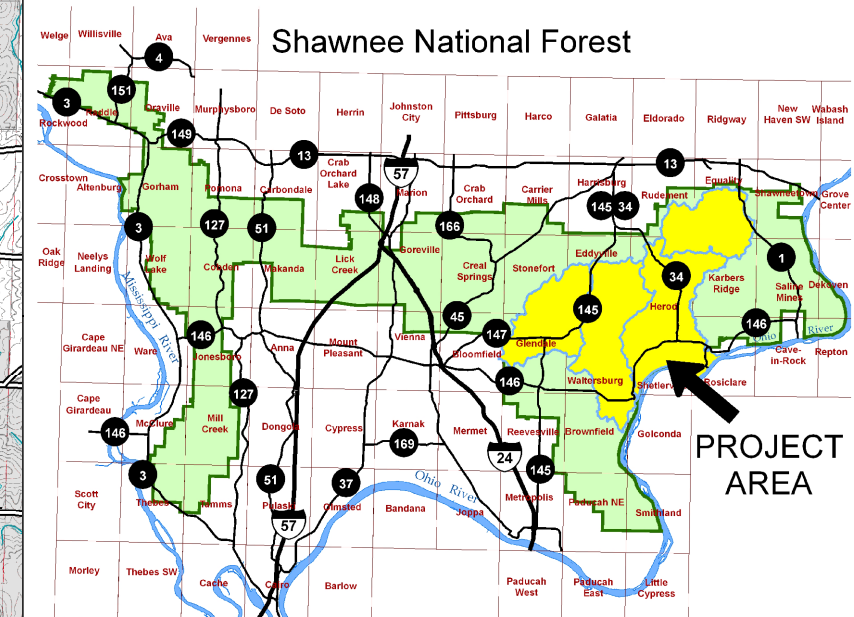 Shawnee National Forest
Welge
Willisville
Ava
Vergennes
4
151
3
Raddle
Oraville
Rockwood
149
Murphysboro
De Soto
Herrin
Johnston
City
Pittsburg
Harco
Galatia
Eldorado
Ridgway
New
Haven SW
Wabash
Island
13
57
13
Crosstown
Altenburg
Gorham
Pomona
Carbondale
Crab
Orchard
Lake
148
Marion
Crab
Orchard
Carrier
Mills
Harrisburg
145
34
Rudement
Equality
Shawneetown
Grove
Center
3
127
51
166
Oak
Ridge
Neelys
Landing
Wolf
Lake
Cobden
Makanda
Lick
Creek
Goreville
Creal
Springs
Stonefort
Eddyville
34
Herod
Karbers
Ridge
1
Saline
Mines
Dekoven
Mississippi River
45
145
146
Ohio River
Cape
Girardeau NE
Ware
146
Jonesboro
Anna
Mount
Pleasant
Vienna
147
Bloomfield
Glendale
Cave-
in-Rock
Repton
146
Waltersburg
Rosiclare
Cape
Girardeau
127
McClure
146
Mill
Creek
Dongola
Cypress
Karnak
169
Mermet
Reevesville
Brownfield
Golconda
PROJECT
AREA
24
3
51
37
145
Scott
City
Thebes
Tamms
Pulaski
Olmsted
Ohio River
Bandana
Joppa
Metropolis
Paducah NE
Smithland
57
Morley
Thebes SW
Cache
Cairo
Barlow
Paducah
West
Paducah
East
Little
Cypress